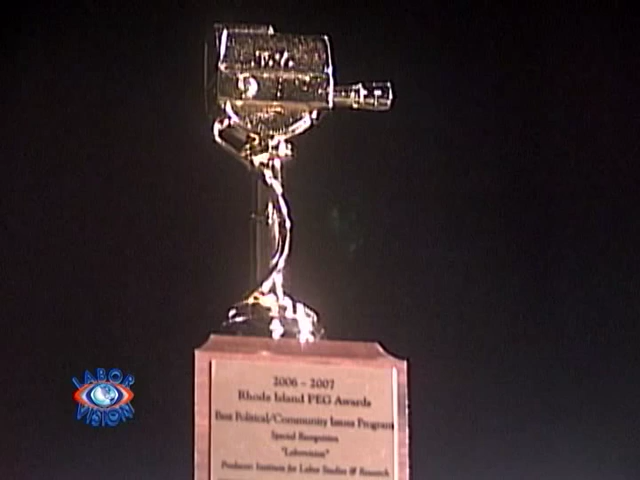 2006 - 2007
Rhode Island PEG Awards
Best Political/Community Issues Program
Special Recognition
"Laborvision"
Producer: Institute for Labor Studies & Research
LABOR
VISION